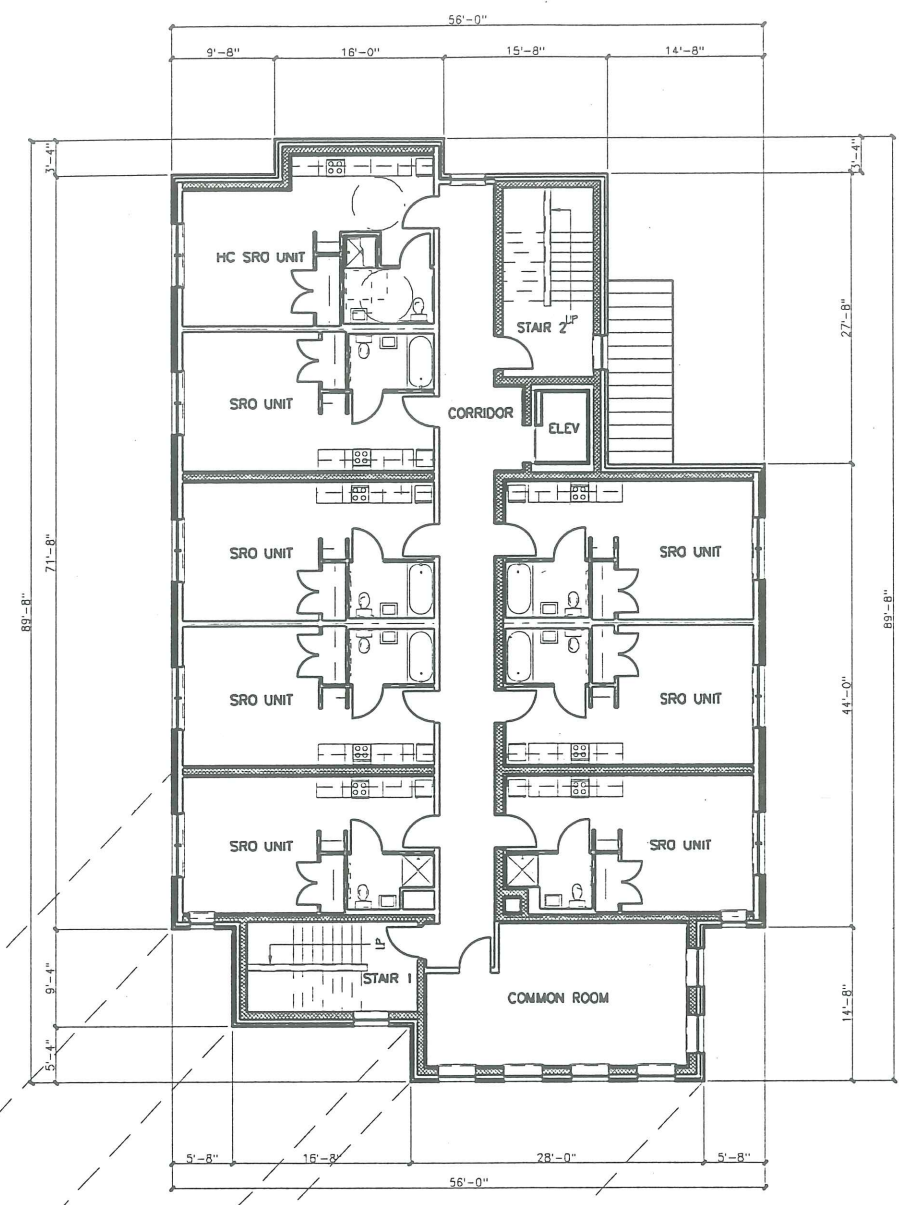 56'-0"
9'-8" 16'-0" 15'-8" 14'-8"
3'-4" 3'-4"
HC SRO UNIT
UP
STAIR 2
27'-8"
SRO UNIT
CORRIDOR
ELEV
71'-8"
SRO UNIT SRO UNIT
89'-8" 89'-8"
SRO UNIT SRO UNIT
44'-0"
SRO UNIT SRO UNIT
UP
STAIR 1
9'-4"
COMMON ROOM
14'-8"
5'-4"
5'-8" 16'-8" 28'-0" 5'-8"
56'-0"